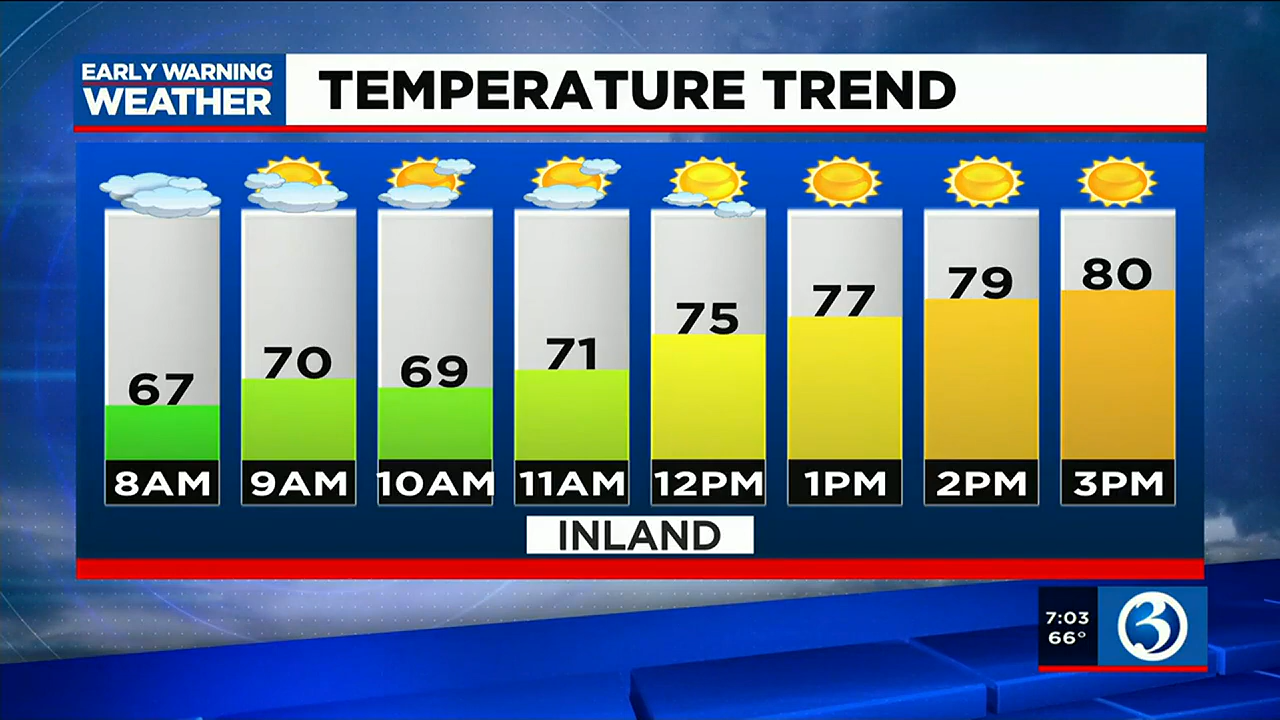 EARLY WARNING
WEATHER
TEMPERATURE TREND
67 70 69 71 75 77 79 80
8AM 9AM 10AM 11AM 12PM 1PM 2PM 3PM
INLAND
7:03
66°
3